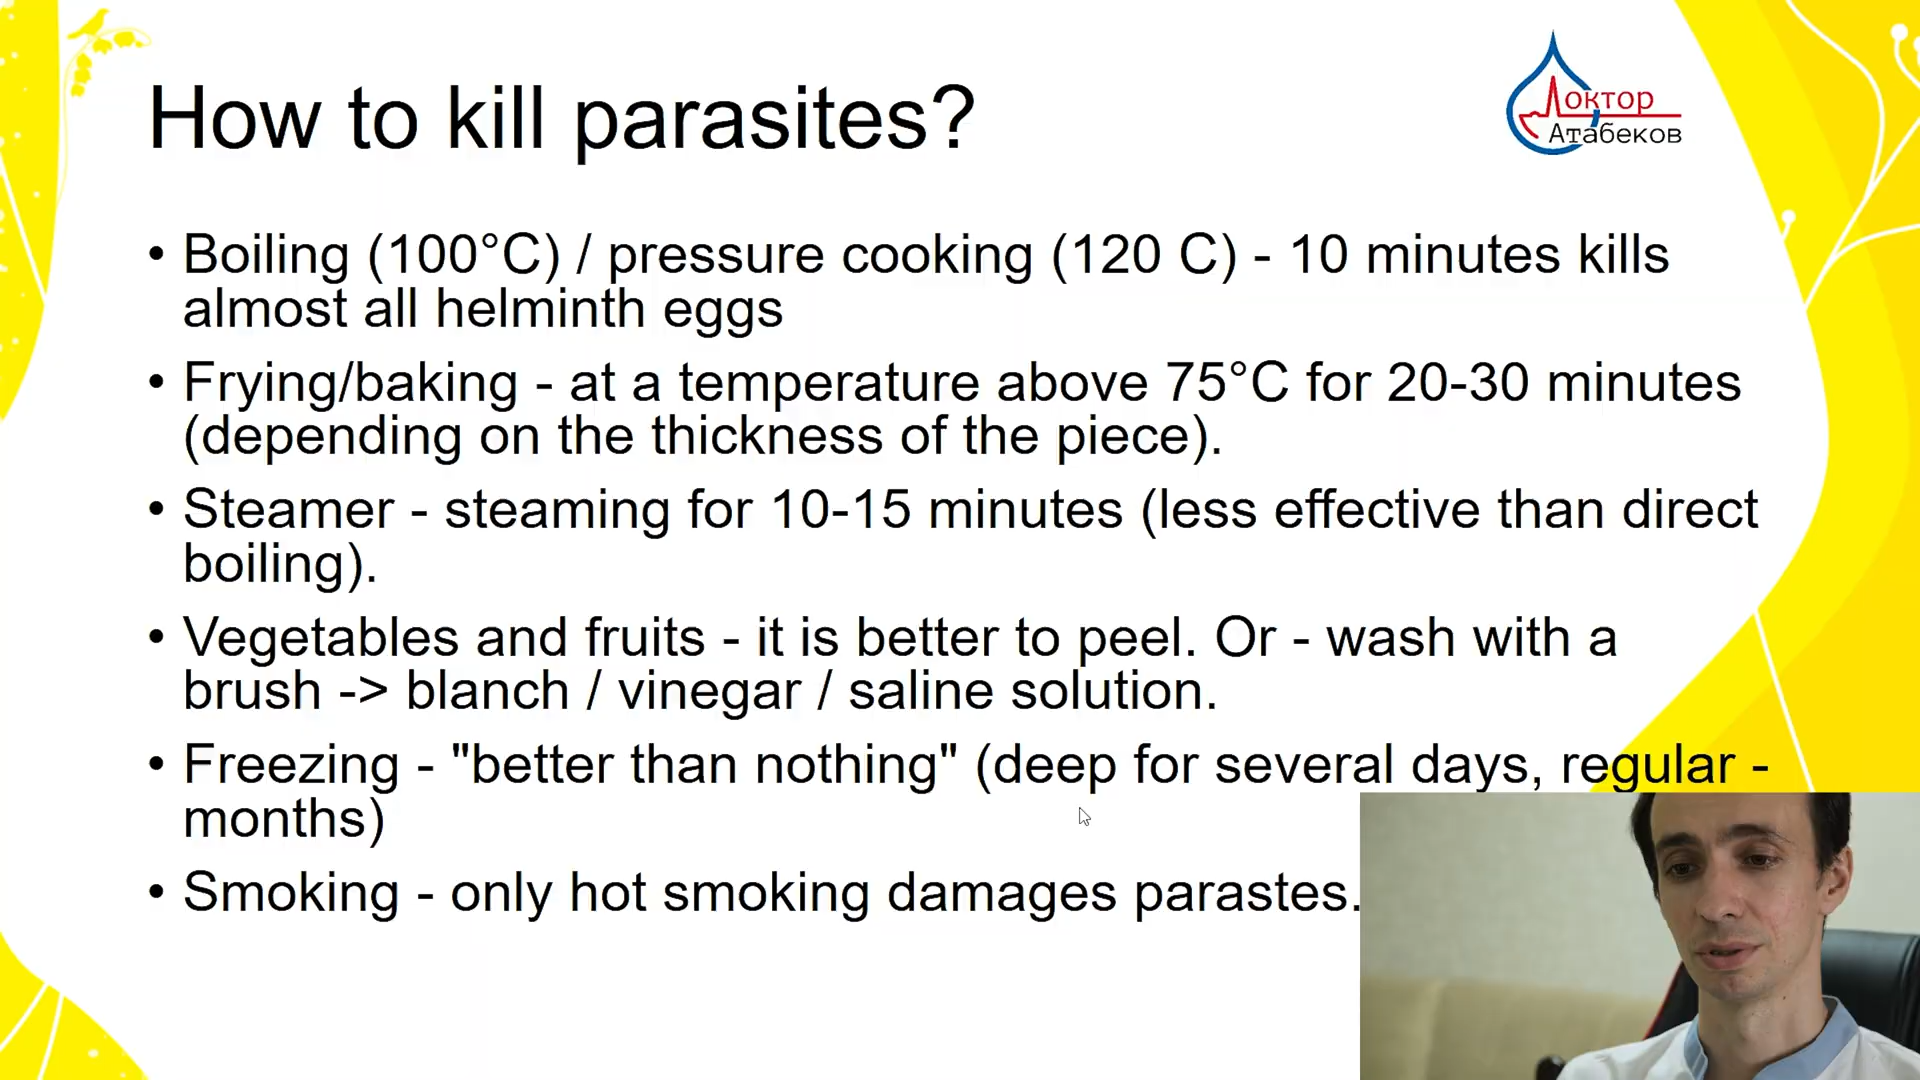 How to kill parasites?
Доктор
Атабеков
• Boiling (100°C) / pressure cooking (120 C) - 10 minutes kills
almost all helminth eggs
• Frying/baking - at a temperature above 75°C for 20-30 minutes
(depending on the thickness of the piece).
• Steamer - steaming for 10-15 minutes (less effective than direct
boiling).
• Vegetables and fruits - it is better to peel. Or - wash with a
brush -> blanch / vinegar / saline solution.
• Freezing - "better than nothing" (deep for several days, regular -
months)
• Smoking - only hot smoking damages parastes.